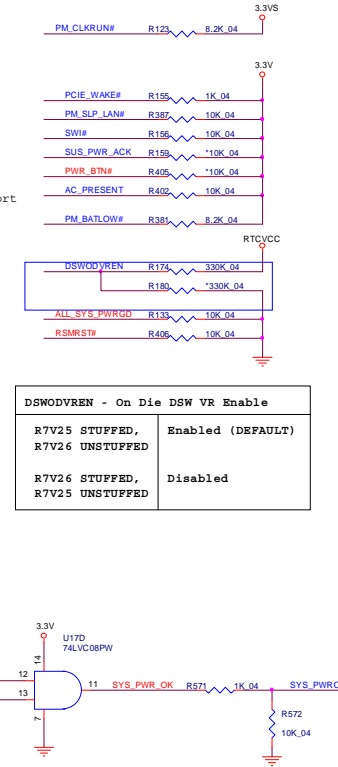 3.3VS
PM_CLKRUN# R123 8.2K_04
3.3V
PCIE_WAKE# R155 1K_04
PM_SLP_LAN# R387 10K_04
SWI# R156 10K_04
SUS_PWR_ACK R159 *10K_04
PWR_BTN# R405 *10K_04
ort
AC_PRESENT R402 10K_04
PM_BATLOW# R381 8.2K_04
RTCVCC
DSWODVREN R174 330K_04
R180 *330K_04
ALL_SYS_PWRGD R133 10K_04
RSMRST# R406 10K_04
DSWODVREN - On Die DSW VR Enable
R7V25 STUFFED, Enabled (DEFAULT)
R7V26 UNSTUFFED
R7V26 STUFFED, Disabled
R7V25 UNSTUFFED
3.3V
U17D
74LVC08PW
14
12
13
11 SYS_PWR_OK R571 1K_04 SYS_PWRO
7
R572
10K_04